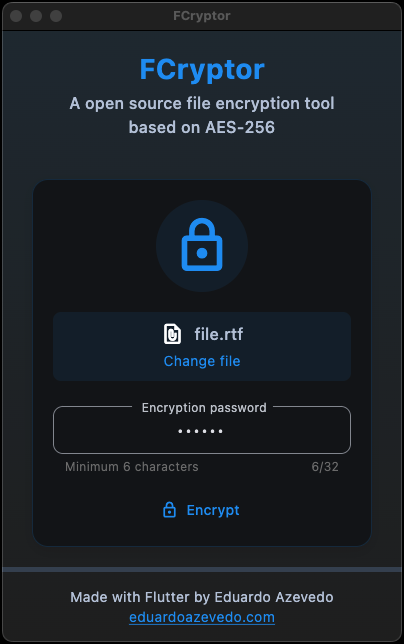 FCryptor
FCryptor
A open source file encryption tool
based on AES-256
file.rtf
Change file
Encryption password
••••••
Minimum 6 characters 6/32
Encrypt
Made with Flutter by Eduardo Azevedo
eduardoazevedo.com